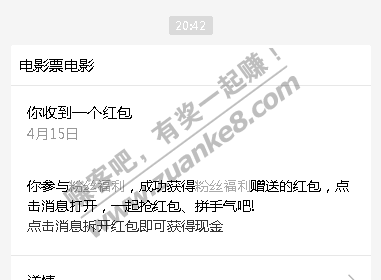 20:42
电影票电影
你收到一个红包
4月15日
你参与粉丝福利，成功获得粉丝福利赠送的红包，点
击消息打开，一起抢红包、拼手气吧!
点击消息拆开红包即可获得现金
详情
赚客吧，有奖一起赚！
www.zuanke8.com